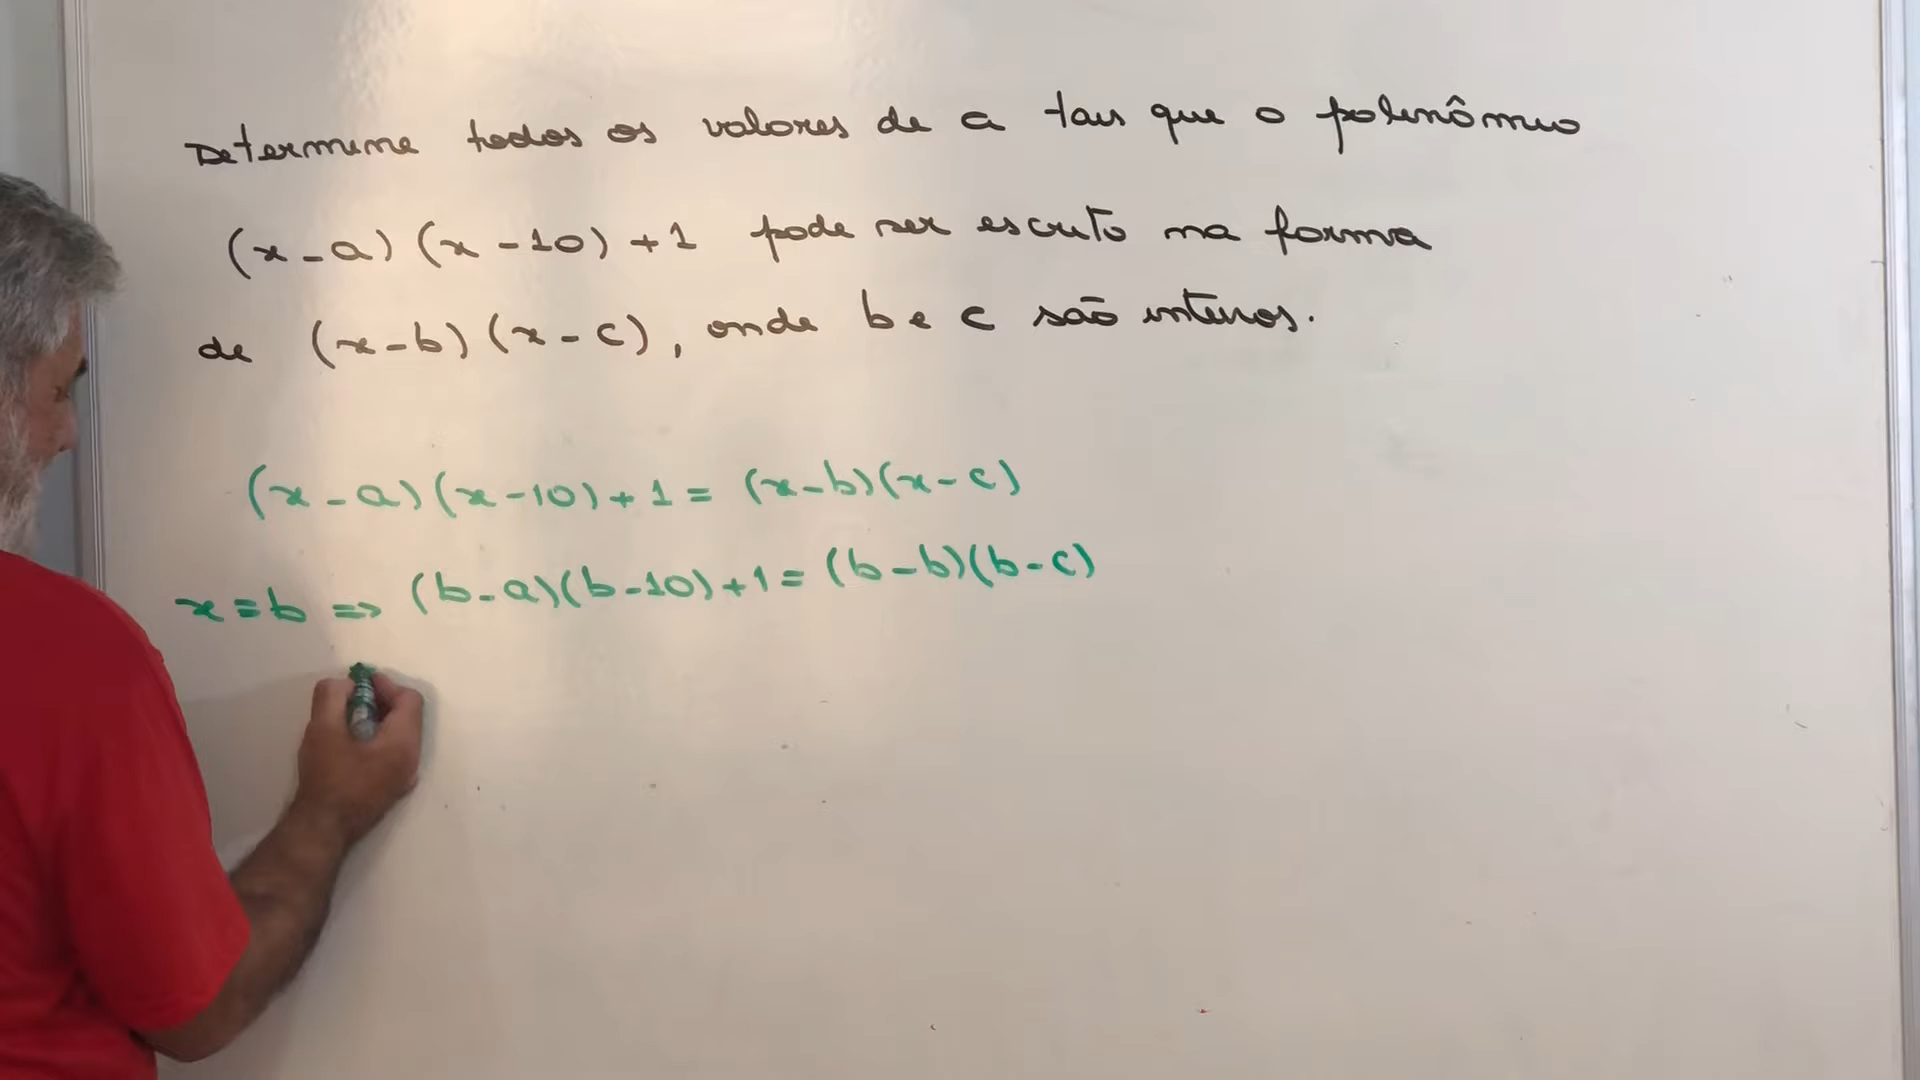 Determine todos os valores de a tais que o polinômio
(x-a)(x-10)+1 pode ser escrito na forma
de (x-b)(x-c), onde b e c são inteiros.
(x-a)(x-10)+1=(x-b)(x-c)
x=b ⇒ (b-a)(b-10)+1=(b-b)(b-c)